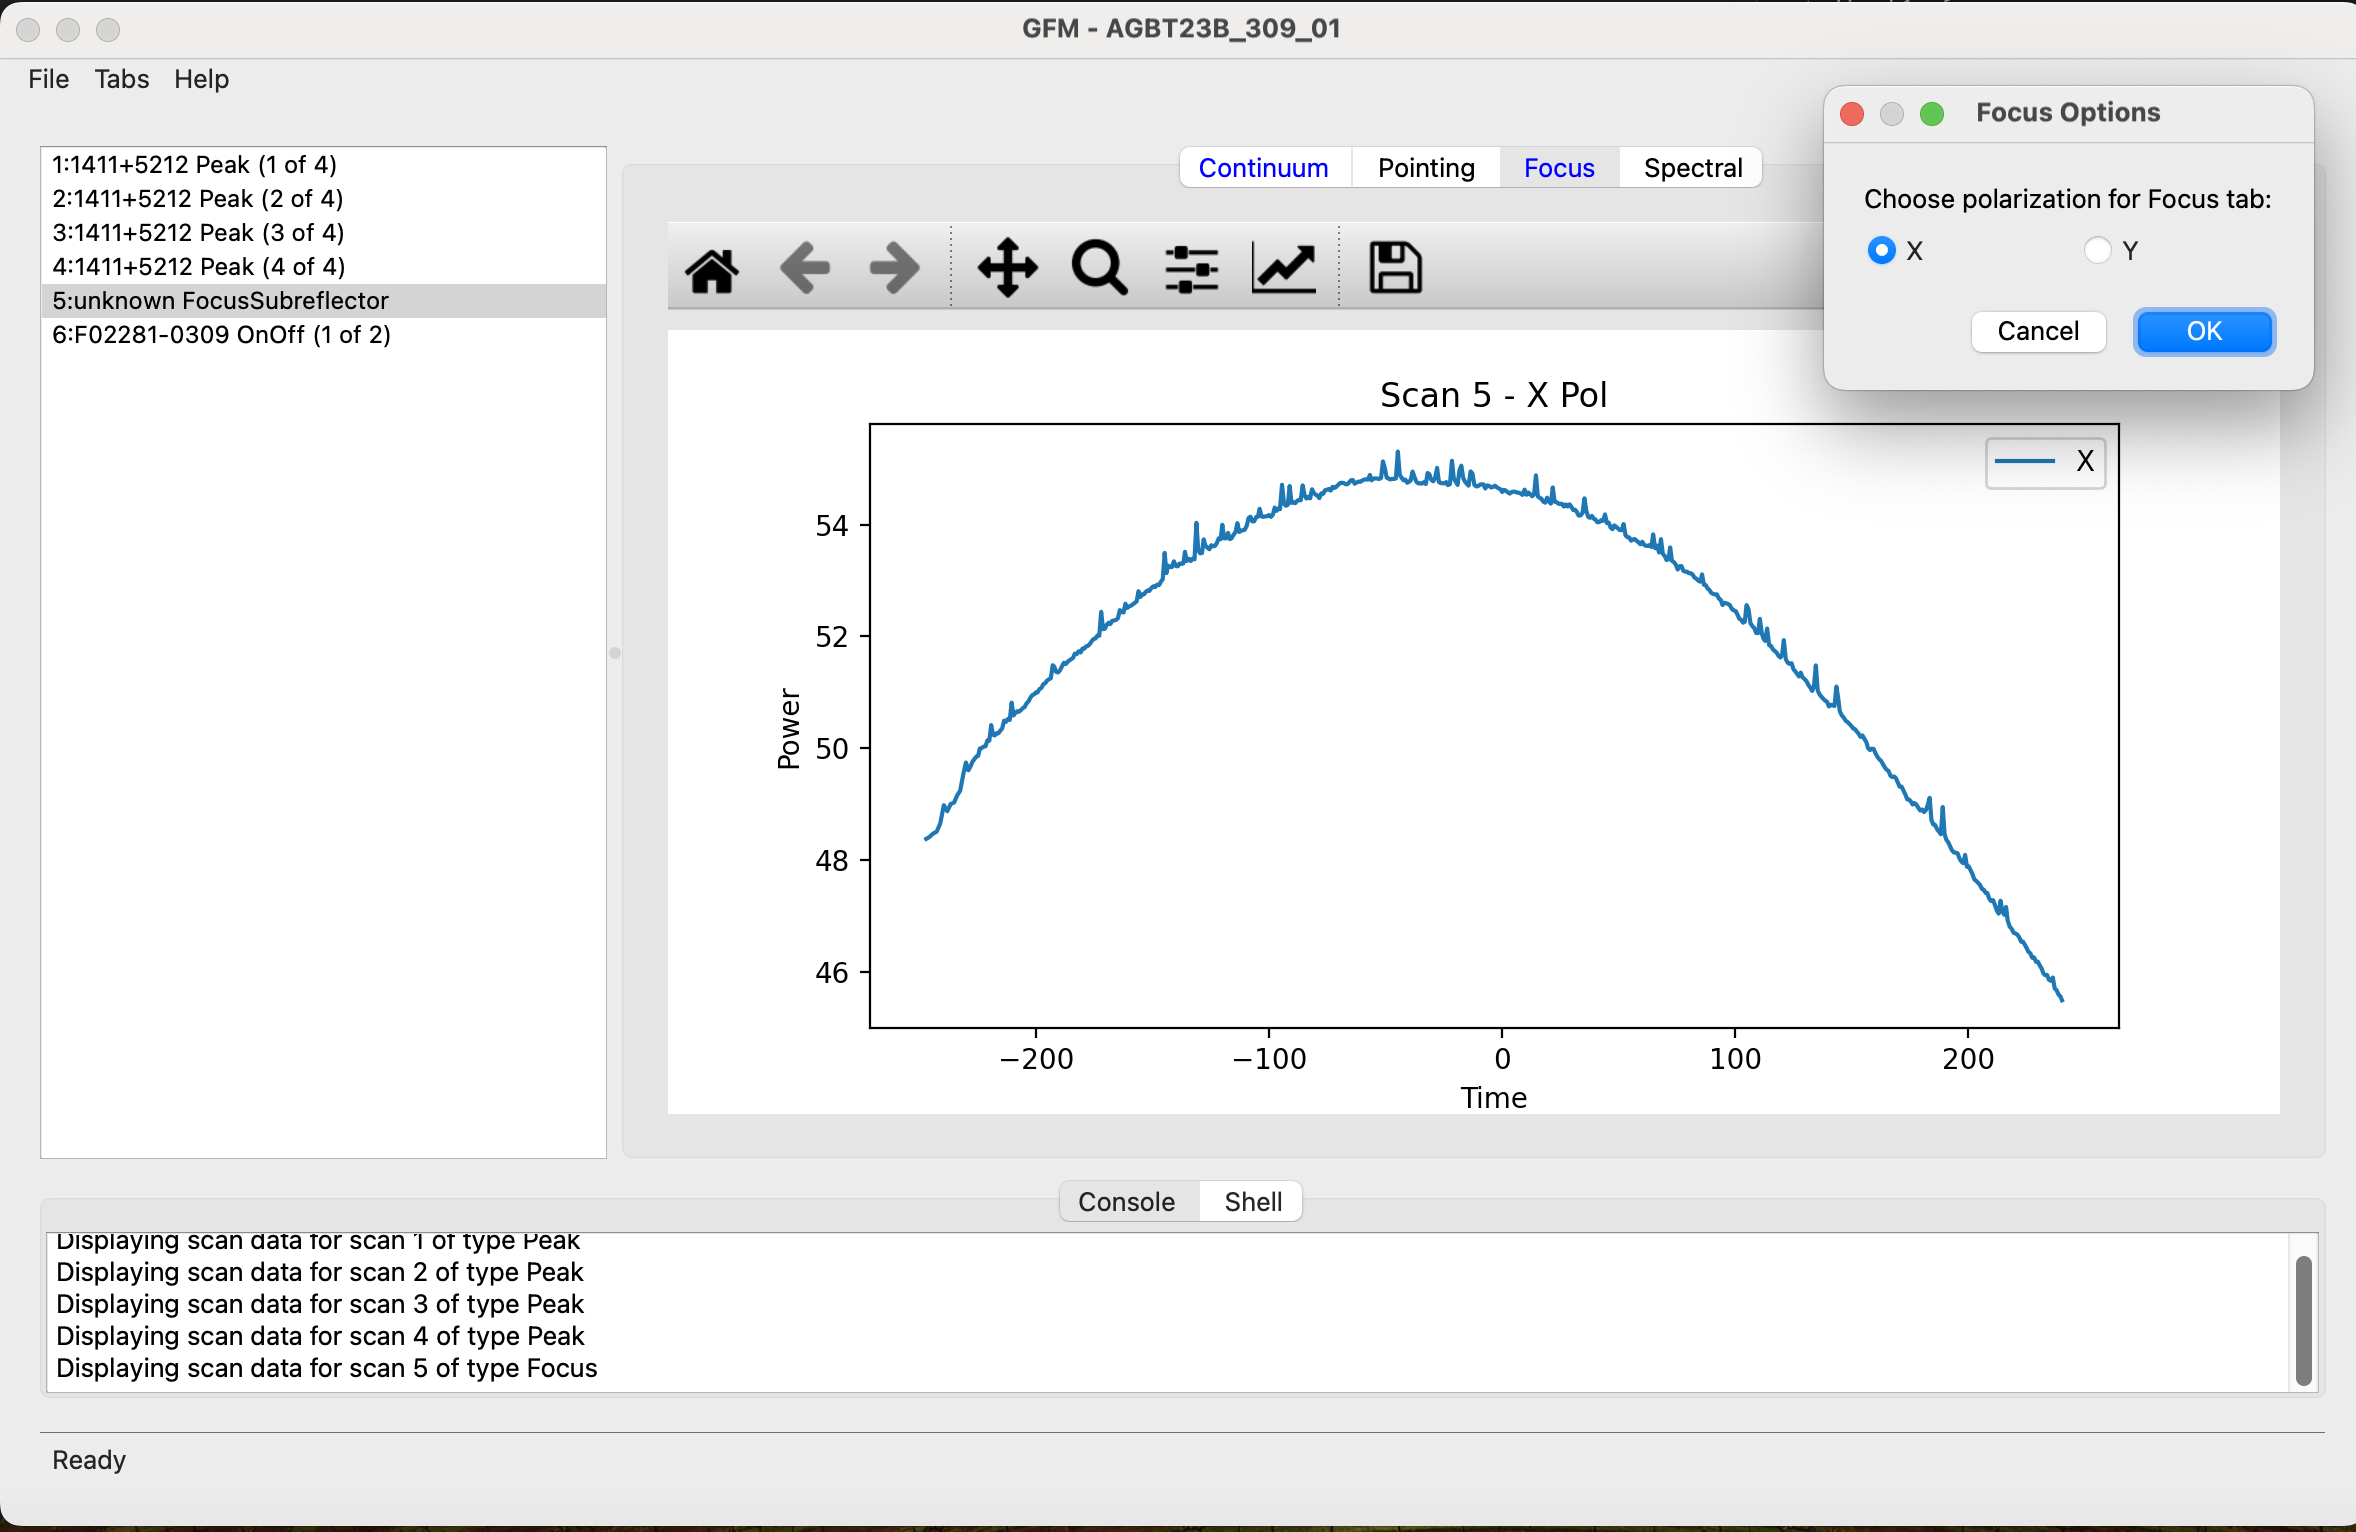 GFM - AGBT23B_309_01
File Tabs Help
1:1411+5212 Peak (1 of 4)
2:1411+5212 Peak (2 of 4)
3:1411+5212 Peak (3 of 4)
4:1411+5212 Peak (4 of 4)
5:unknown FocusSubreflector
6:F02281-0309 OnOff (1 of 2)
Continuum Pointing Focus Spectral
Focus Options
Choose polarization for Focus tab:
X Y
Cancel OK
Scan 5 - X Pol
X
Power
54
52
50
48
46
−200 −100 0 100 200
Time
Console Shell
Displaying scan data for scan 1 of type Peak
Displaying scan data for scan 2 of type Peak
Displaying scan data for scan 3 of type Peak
Displaying scan data for scan 4 of type Peak
Displaying scan data for scan 5 of type Focus
Ready